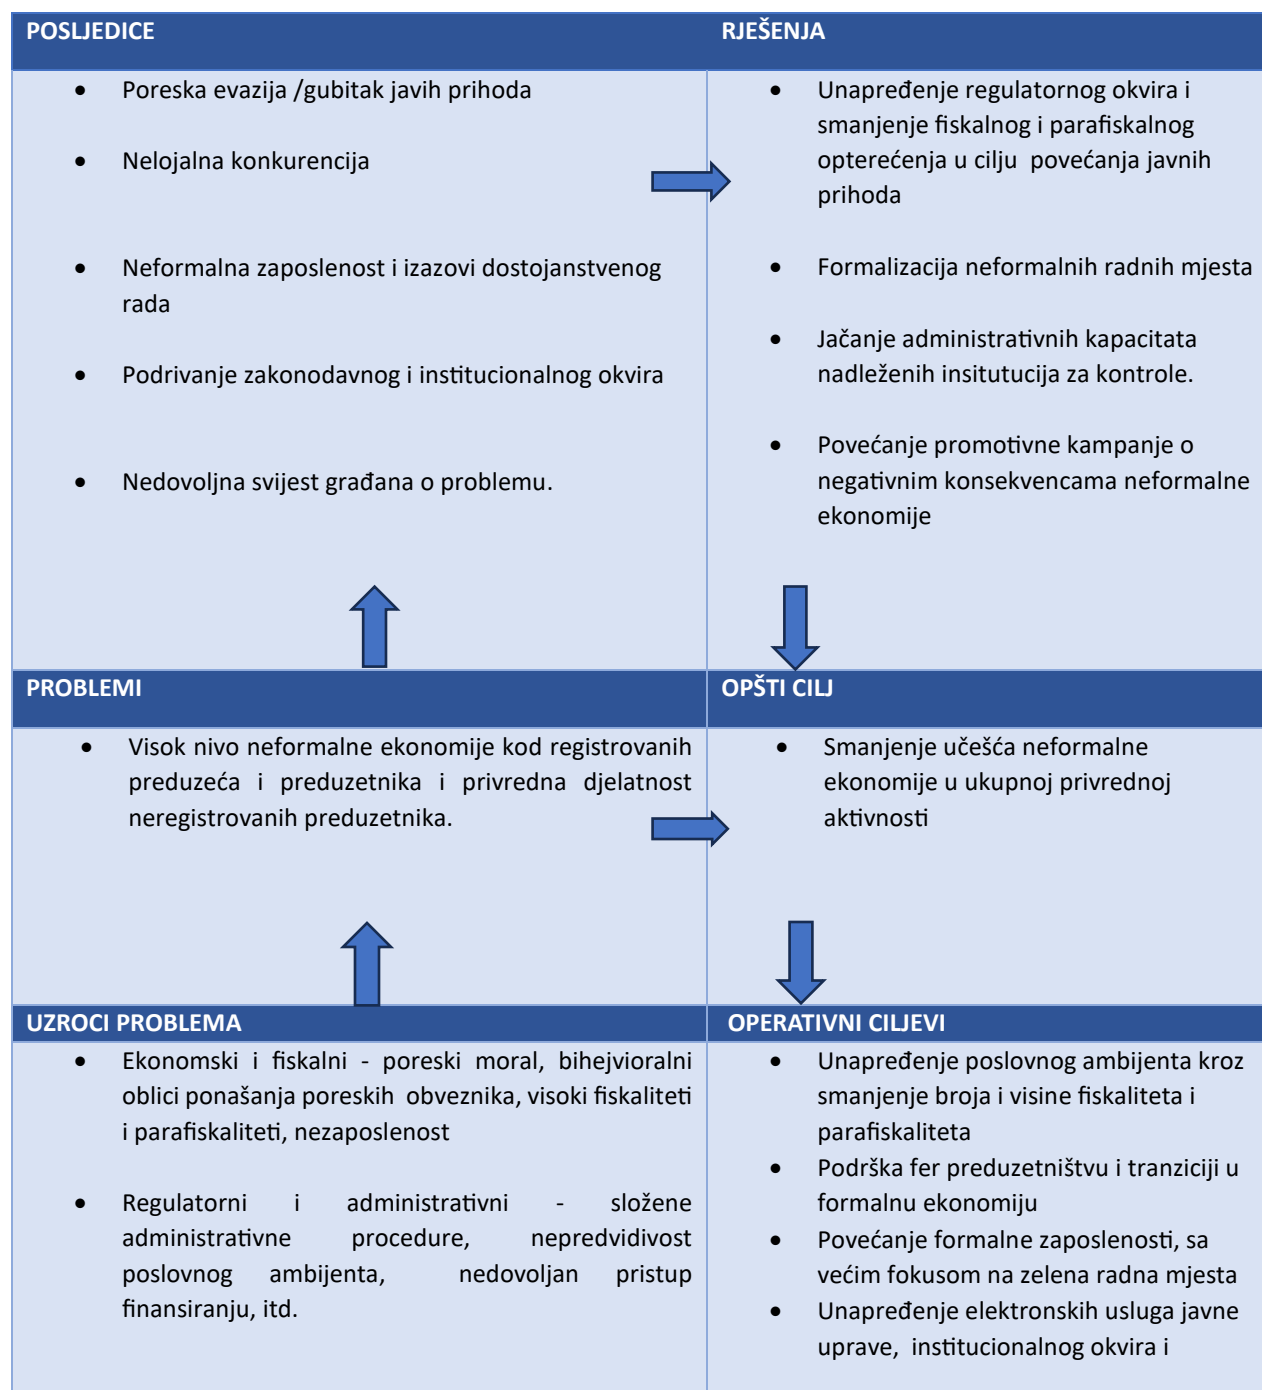 POSLJEDICE
RJEŠENJA
Poreska evazija /gubitak javih prihoda
Nelojalna konkurencija
Neformalna zaposlenost i izazovi dostojanstvenog
rada
Podrivanje zakonodavnog i institucionalnog okvira
Nedovoljna svijest građana o problemu.
Unapređenje regulatornog okvira i
smanjenje fiskalnog i parafiskalnog
opterećenja u cilju povećanja javnih
prihoda
Formalizacija neformalnih radnih mjesta
Jačanje administrativnih kapacitata
nadleženih insitutucija za kontrole.
Povećanje promotivne kampanje o
negativnim konsekvencama neformalne
ekonomije
PROBLEMI
OPŠTI CILJ
Visok nivo neformalne ekonomije kod registrovanih
preduzeća i preduzetnika i privredna djelatnost
neregistrovanih preduzetnika.
Smanjenje učešća neformalne
ekonomije u ukupnoj privrednoj
aktivnosti
UZROCI PROBLEMA
OPERATIVNI CILJEVI
Ekonomski i fiskalni - poreski moral, bihejvioralni
oblici ponašanja poreskih obveznika, visoki fiskaliteti
i parafiskaliteti, nezaposlenost
Regulatorni i administrativni - složene
administrativne procedure, nepredvidivost
poslovnog ambijenta, nedovoljan pristup
finansiranju, itd.
Unapređenje poslovnog ambijenta kroz
smanjenje broja i visine fiskaliteta i
parafiskaliteta
Podrška fer preduzetništvu i tranziciji u
formalnu ekonomiju
Povećanje formalne zaposlenosti, sa
većim fokusom na zelena radna mjesta
Unapređenje elektronskih usluga javne
uprave, institucionalnog okvira i